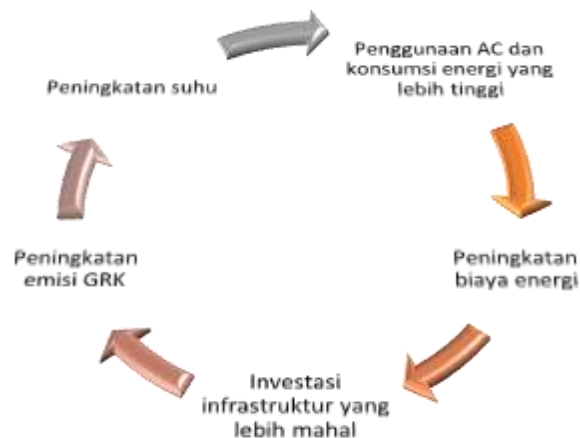 Peningkatan suhu
Penggunaan AC dan
konsumsi energi yang
lebih tinggi
Peningkatan
biaya energi
Investasi
infrastruktur yang
lebih mahal
Peningkatan
emisi GRK